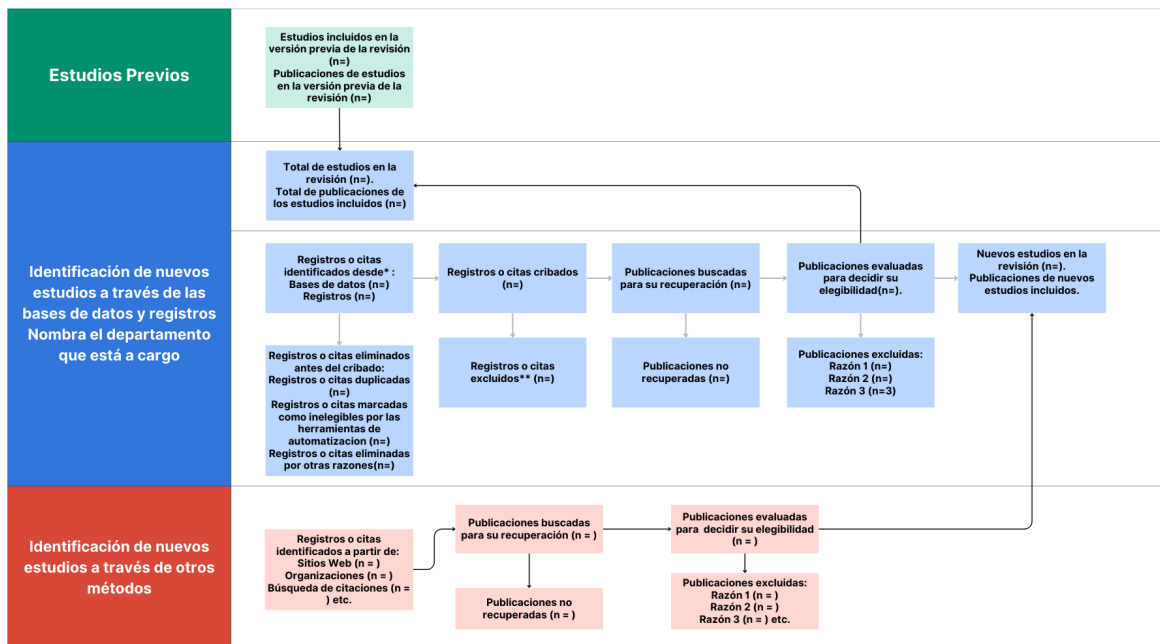 Estudios Previos
Estudios incluidos en la
versión previa de la revisión
(n=)
Publicaciones de estudios
en la versión previa de la
revisión (n=)
Identificación de nuevos
estudios a través de las
bases de datos y registros
Nombra el departamento
que está a cargo
Total de estudios en la
revisión (n=).
Total de publicaciones de
los estudios incluidos (n=)
Registros o citas
identificados desde* :
Bases de datos (n=)
Registros (n=)
Registros o citas cribados
(n=)
Publicaciones buscadas
para su recuperación (n=)
Publicaciones evaluadas
para decidir su
elegibilidad(n=).
Nuevos estudios en la
revisión (n=).
Publicaciones de nuevos
estudios incluidos.
Registros o citas eliminados
antes del cribado:
Registros o citas duplicadas
(n=)
Registros o citas marcadas
como inelegibles por las
herramientas de
automatizacion (n=)
Registros o citas eliminadas
por otras razones(n=)
Registros o citas
excluidos** (n=)
Publicaciones no
recuperadas (n=)
Publicaciones excluidas:
Razón 1 (n=)
Razón 2 (n=)
Razón 3 (n=3)
Identificación de nuevos
estudios a través de otros
métodos
Registros o citas
identificados a partir de:
Sitios Web (n = )
Organizaciones (n = )
Búsqueda de citaciones (n =
) etc.
Publicaciones buscadas
para su recuperación (n = )
Publicaciones evaluadas
para decidir su elegibilidad
(n = )
Publicaciones no
recuperadas (n = )
Publicaciones excluidas:
Razón 1 (n = )
Razón 2 (n = )
Razón 3 (n = ) etc.